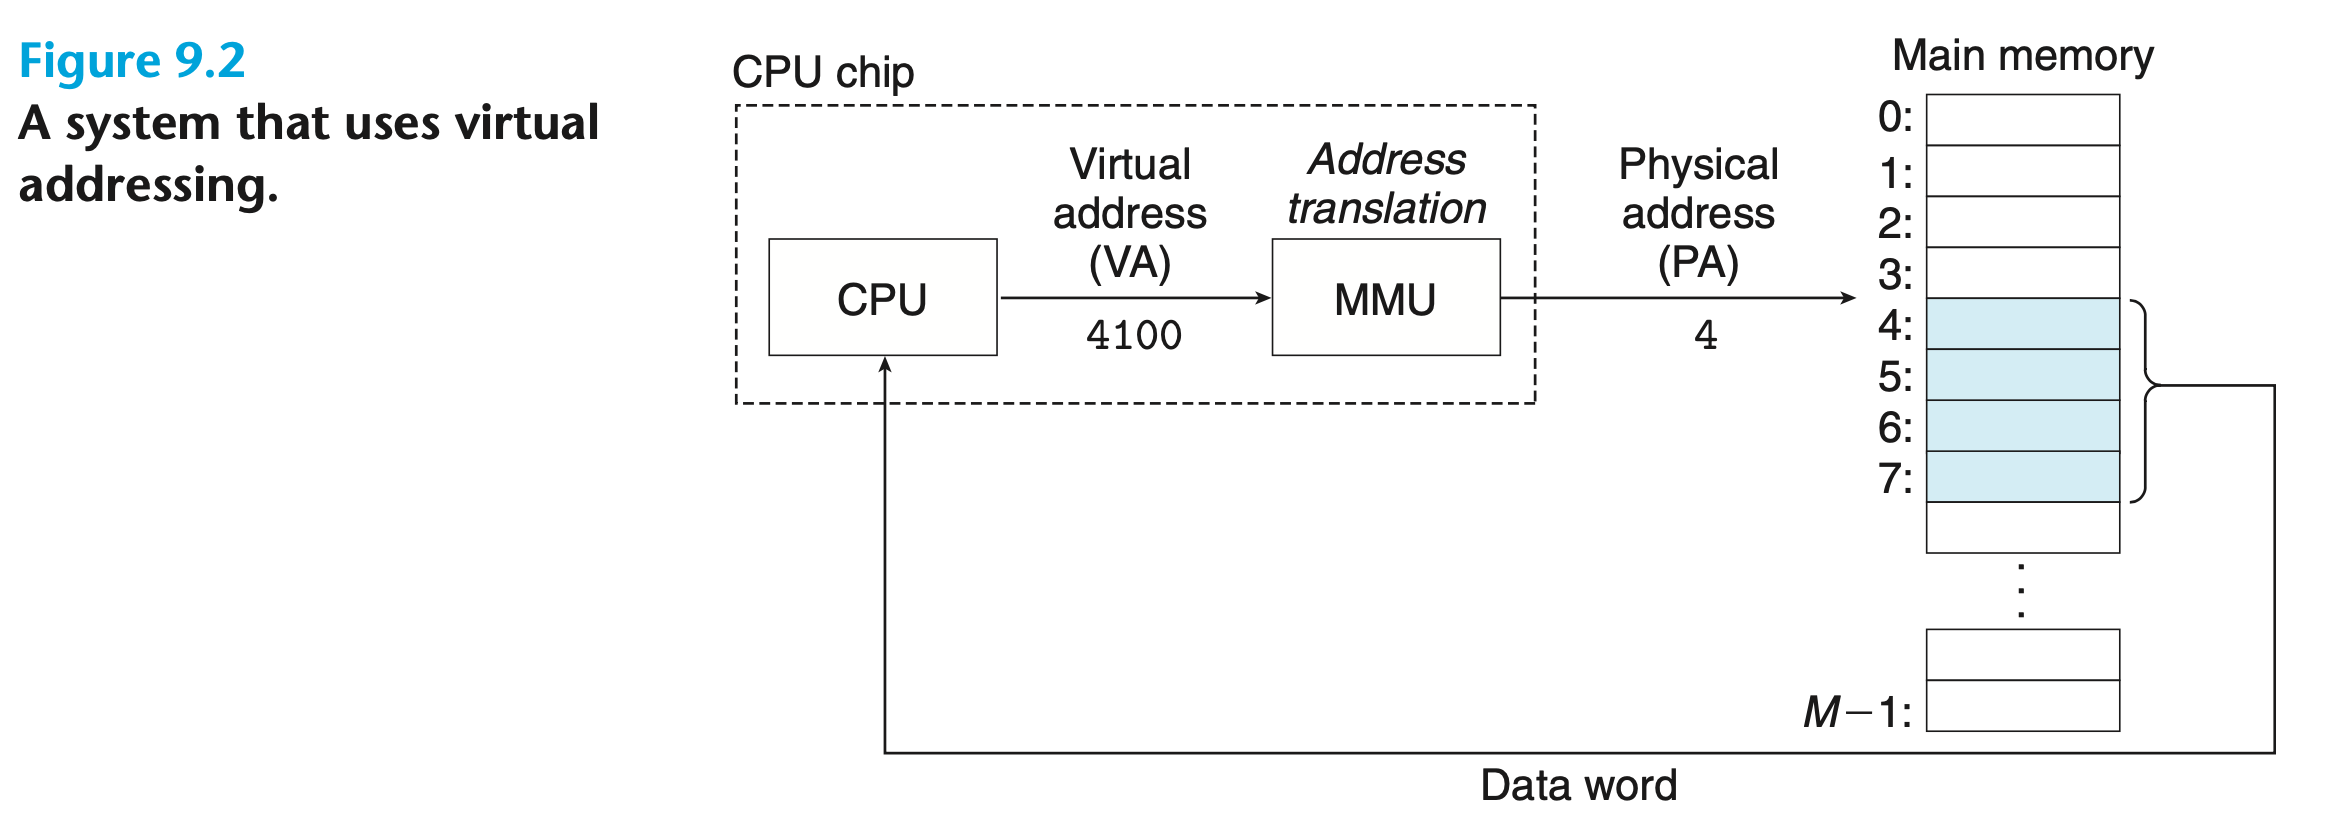 Figure 9.2
A system that uses virtual
addressing.
CPU chip
CPU
Virtual
address
(VA)
4100
Address
translation
MMU
Physical
address
(PA)
4
Main memory
0:
1:
2:
3:
4:
5:
6:
7:
M−1:
Data word